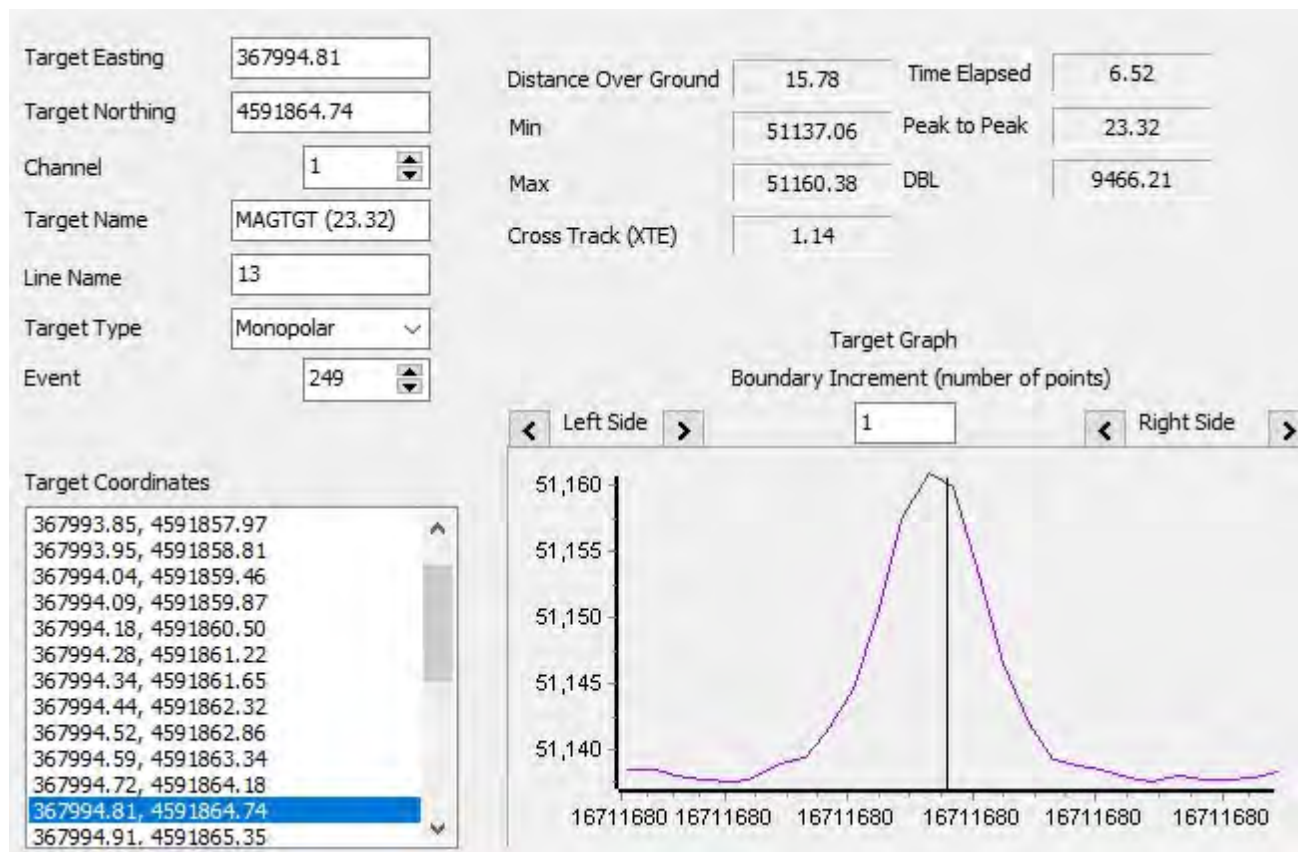 Target Easting 367994.81
Target Northing 4591864.74
Channel 1
Target Name MAGTGT (23.32)
Line Name 13
Target Type Monopolar
Event 249
Distance Over Ground 15.78 Time Elapsed 6.52
Min 51137.06 Peak to Peak 23.32
Max 51160.38 DBL 9466.21
Cross Track (XTE) 1.14
Target Graph
Boundary Increment (number of points)
< Left Side > 1 < Right Side >
Target Coordinates
367993.85, 4591857.97
367993.95, 4591858.81
367994.04, 4591859.46
367994.09, 4591859.87
367994.18, 4591860.50
367994.28, 4591861.22
367994.34, 4591861.65
367994.44, 4591862.32
367994.52, 4591862.86
367994.59, 4591863.34
367994.72, 4591864.18
367994.81, 4591864.74
367994.91, 4591865.35
51,160
51,155
51,150
51,145
51,140
16711680 16711680 16711680 16711680 16711680 16711680